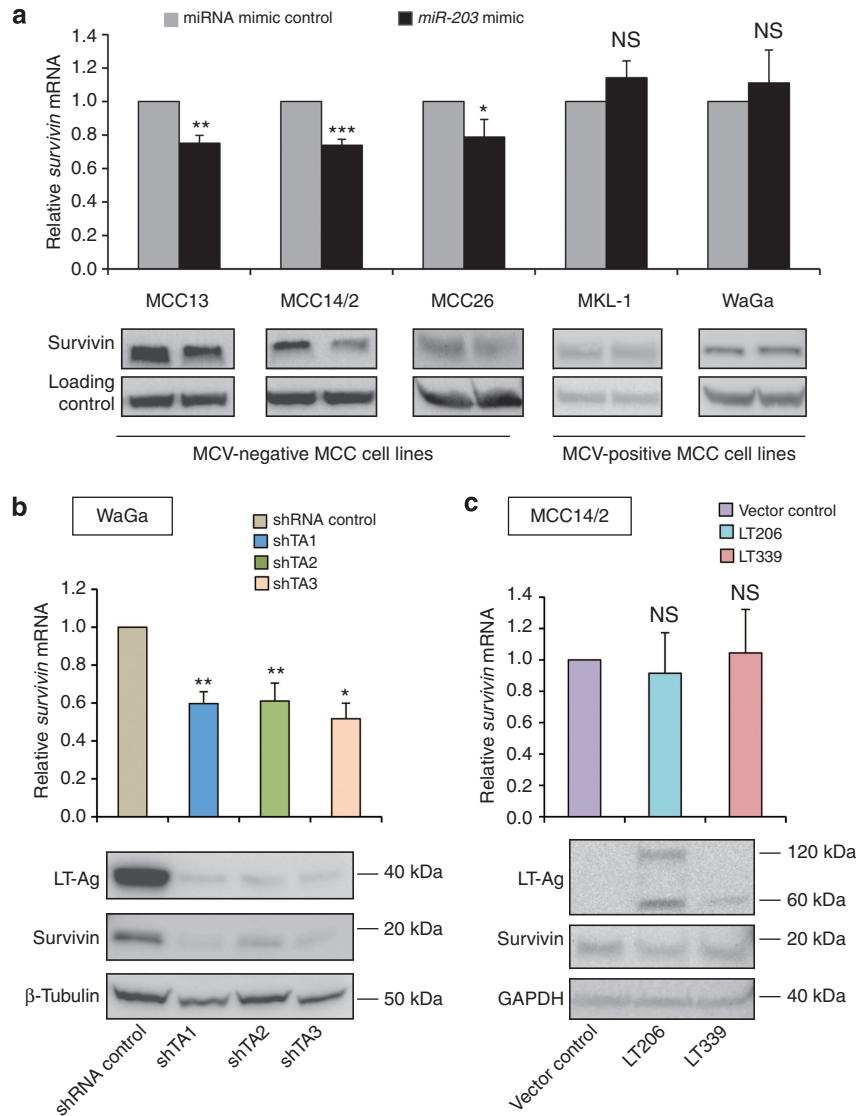 a
miRNA mimic control
miR-203 mimic
Relative survivin mRNA
1.4
1.2
1.0
0.8
0.6
0.4
0.2
0.0
**
***
*
NS
NS
MCC13 MCC14/2 MCC26 MKL-1 WaGa
Survivin
Loading
control
MCV-negative MCC cell lines
MCV-positive MCC cell lines
b
WaGa
shRNA control
shTA1
shTA2
shTA3
Relative survivin mRNA
1.2
1.0
0.8
0.6
0.4
0.2
0.0
**
**
*
LT-Ag
40 kDa
Survivin
20 kDa
β-Tubulin
50 kDa
shRNA control
shTA1
shTA2
shTA3
c
MCC14/2
Vector control
LT206
LT339
Relative survivin mRNA
1.4
1.2
1.0
0.8
0.6
0.4
0.2
0.0
NS
NS
LT-Ag
120 kDa
60 kDa
Survivin
20 kDa
GAPDH
40 kDa
Vector control
LT206
LT339